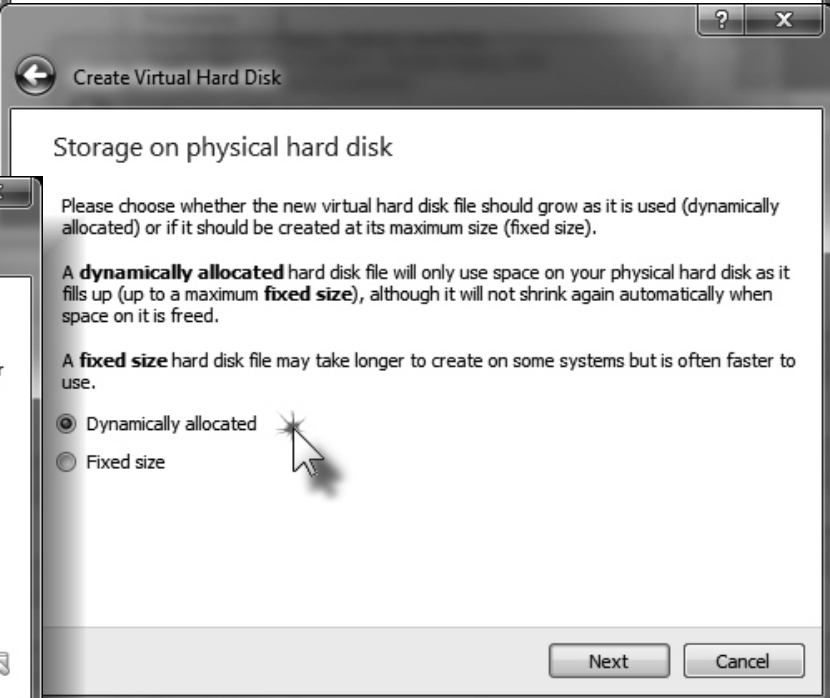 ?
X
Create Virtual Hard Disk
Storage on physical hard disk
Please choose whether the new virtual hard disk file should grow as it is used (dynamically
allocated) or if it should be created at its maximum size (fixed size).
A dynamically allocated hard disk file will only use space on your physical hard disk as it
fills up (up to a maximum fixed size), although it will not shrink again automatically when
space on it is freed.
A fixed size hard disk file may take longer to create on some systems but is often faster to
use.
Dynamically allocated
Fixed size
Next
Cancel